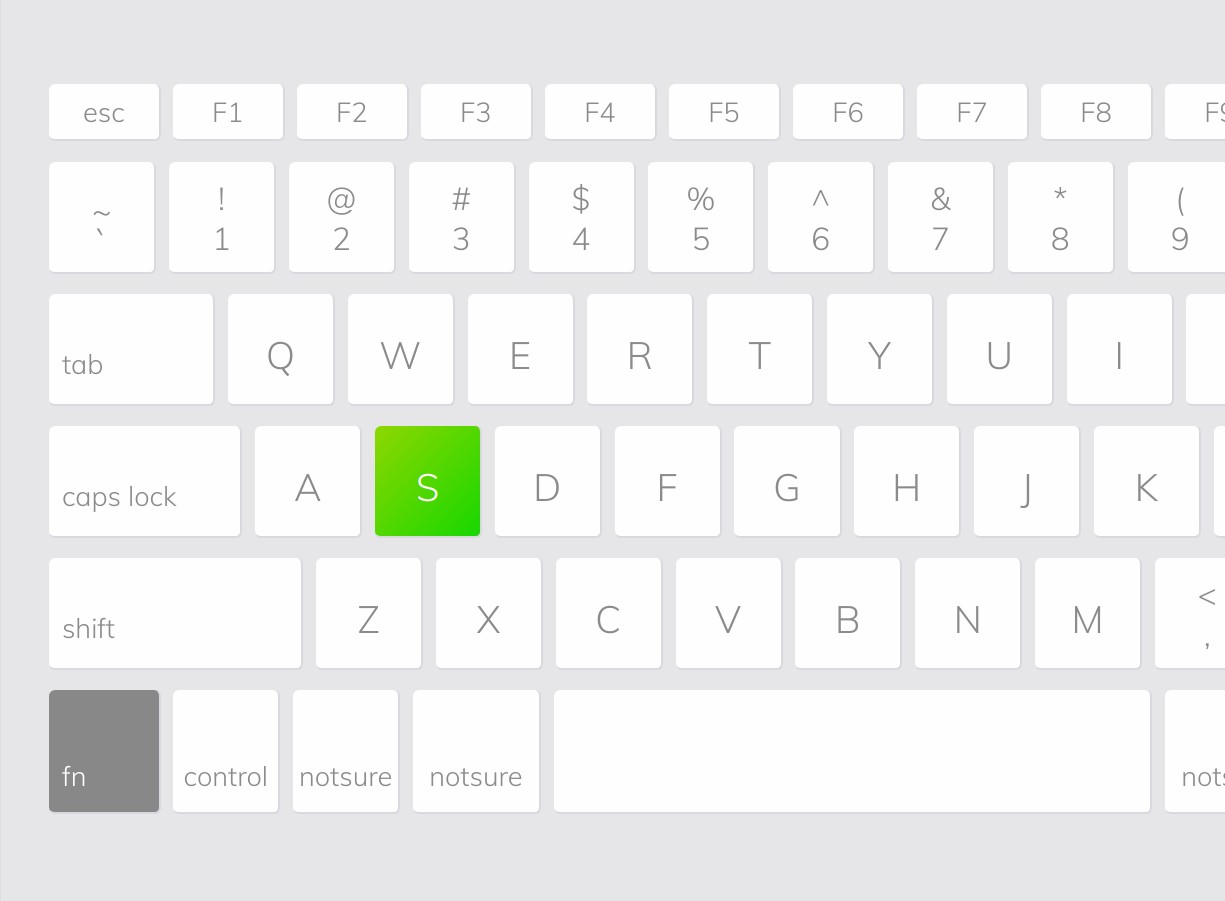 esc F1 F2 F3 F4 F5 F6 F7 F8 F9
~ ! @ # $ % ^ & * (
` 1 2 3 4 5 6 7 8 9
tab Q W E R T Y U I
caps lock A S D F G H J K
shift Z X C V B N M <
,
fn control notsure notsure